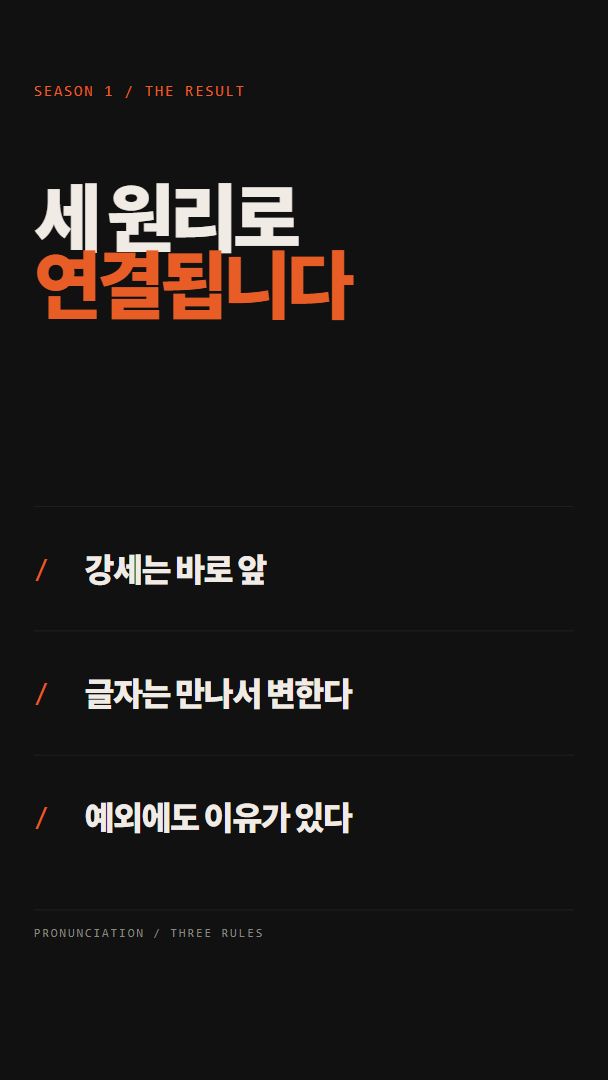 SEASON 1 / THE RESULT
세 원리로
연결됩니다
/ 강세는 바로 앞
/ 글자는 만나서 변한다
/ 예외에도 이유가 있다
PRONUNCIATION / THREE RULES